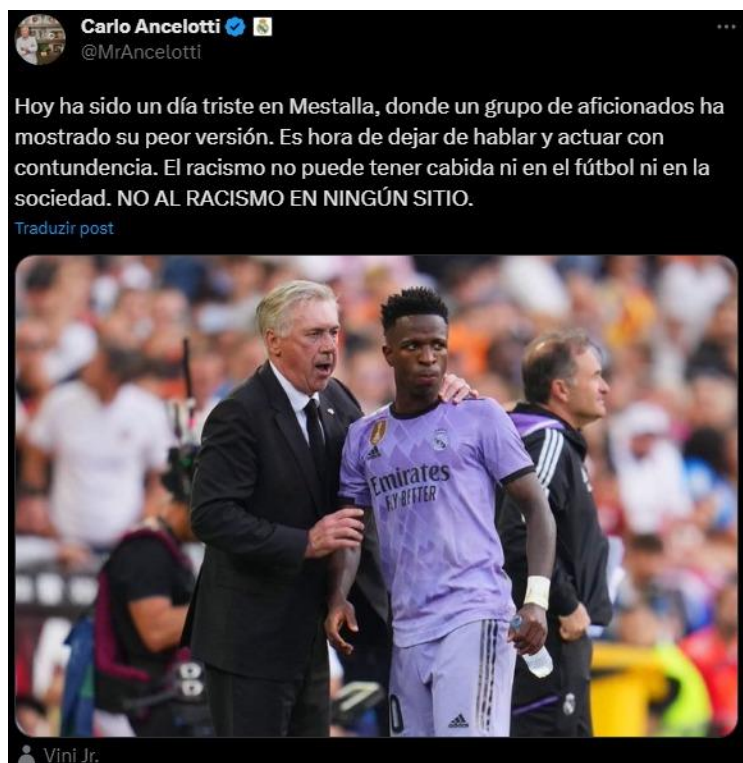 Carlo Ancelotti
@MrAncelotti
Hoy ha sido un día triste en Mestalla, donde un grupo de aficionados ha
mostrado su peor versión. Es hora de dejar de hablar y actuar con
contundencia. El racismo no puede tener cabida ni en el fútbol ni en la
sociedad. NO AL RACISMO EN NINGÚN SITIO.
Traduzir post
Emirates
FLY BETTER
Vini Jr.